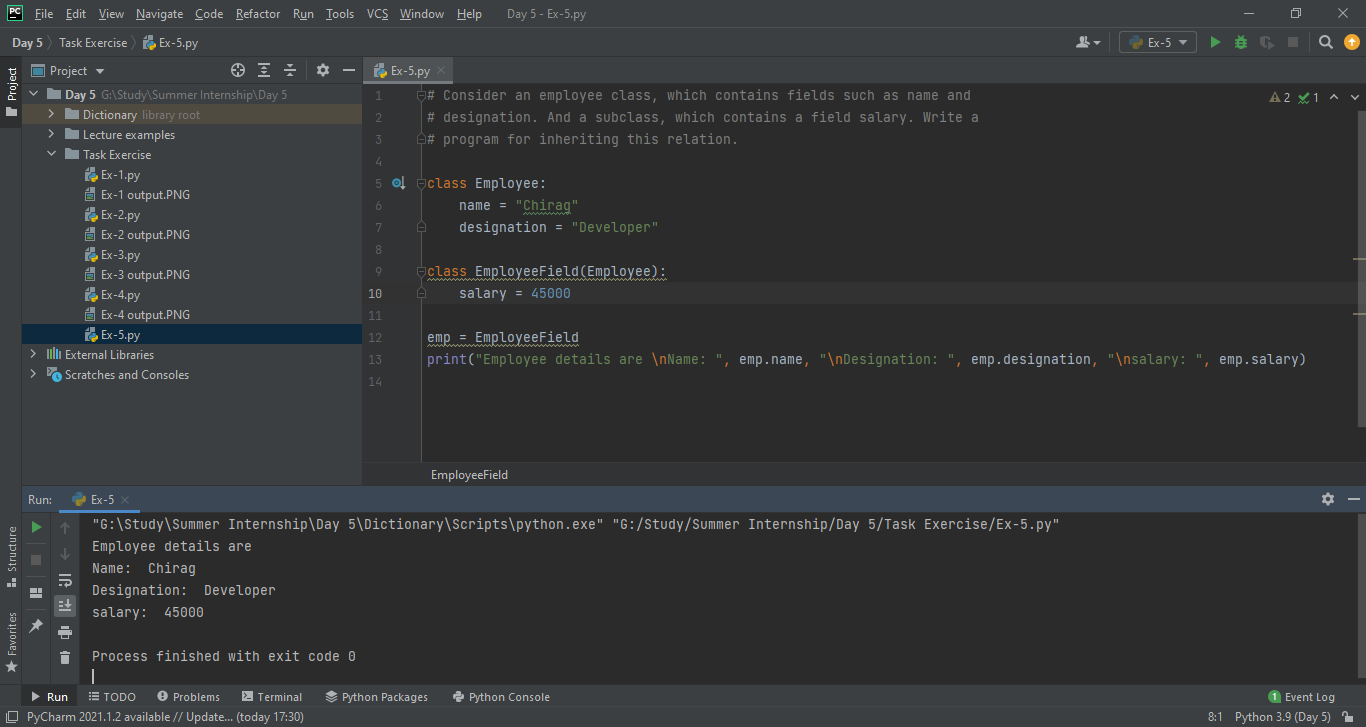 PC File Edit View Navigate Code Refactor Run Tools VCS Window Help Day 5 - Ex-5.py
Day 5 Task Exercise Ex-5.py Ex-5
Project
Project
Ex-5.py
Day 5 G:\Study\Summer Internship\Day 5
Dictionary library root
Lecture examples
Task Exercise
Ex-1.py
Ex-1 output.PNG
Ex-2.py
Ex-2 output.PNG
Ex-3.py
Ex-3 output.PNG
Ex-4.py
Ex-4 output.PNG
Ex-5.py
External Libraries
Scratches and Consoles
2 1
1 # Consider an employee class, which contains fields such as name and
2 # designation. And a subclass, which contains a field salary. Write a
3 # program for inheriting this relation.
4
5 class Employee:
6 name = "Chirag"
7 designation = "Developer"
8
9 class EmployeeField(Employee):
10 salary = 45000
11
12 emp = EmployeeField
13 print("Employee details are \nName: ", emp.name, "\nDesignation: ", emp.designation, "\nsalary: ", emp.salary)
14
EmployeeField
Run: Ex-5
"G:\Study\Summer Internship\Day 5\Dictionary\Scripts\python.exe" "G:/Study/Summer Internship/Day 5/Task Exercise/Ex-5.py"
Employee details are
Name:  Chirag
Designation:  Developer
salary:  45000
Process finished with exit code 0
Structure
Favorites
Run TODO Problems Terminal Python Packages Python Console 1 Event Log
PyCharm 2021.1.2 available // Update... (today 17:30) 8:1 Python 3.9 (Day 5)